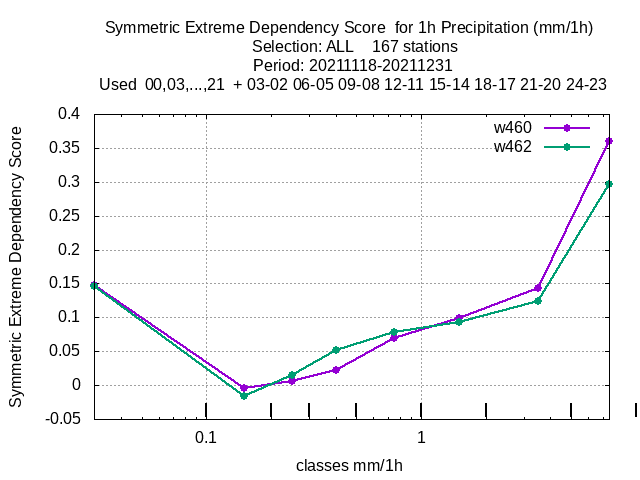 Symmetric Extreme Dependency Score  for 1h Precipitation (mm/1h)
Selection: ALL    167 stations
Period: 20211118-20211231
Used  00,03,...,21  + 03-02 06-05 09-08 12-11 15-14 18-17 21-20 24-23
w460
w462
Symmetric Extreme Dependency Score
0.4
0.35
0.3
0.25
0.2
0.15
0.1
0.05
0
-0.05
0.1
1
classes mm/1h